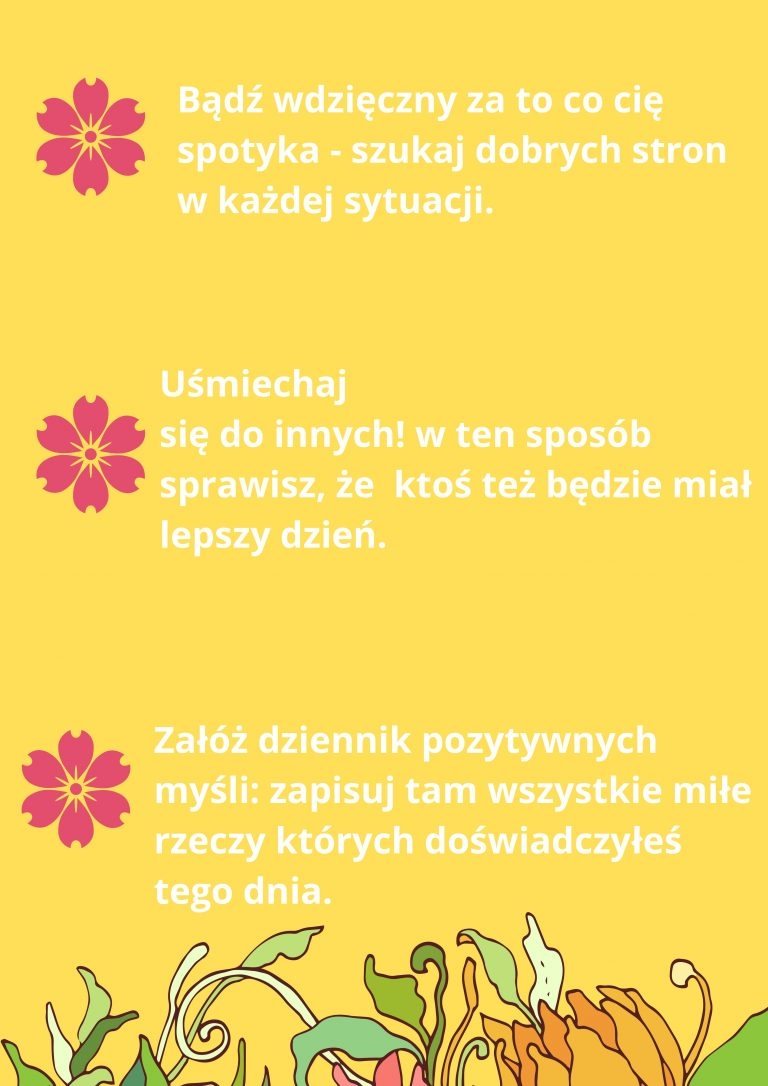 Bądź wdzięczny za to co cię
spotyka - szukaj dobrych stron
w każdej sytuacji.
Uśmiechaj
się do innych! w ten sposób
sprawisz, że  ktoś też będzie miał
lepszy dzień.
Załóż dziennik pozytywnych
myśli: zapisuj tam wszystkie miłe
rzeczy których doświadczyłeś
tego dnia.